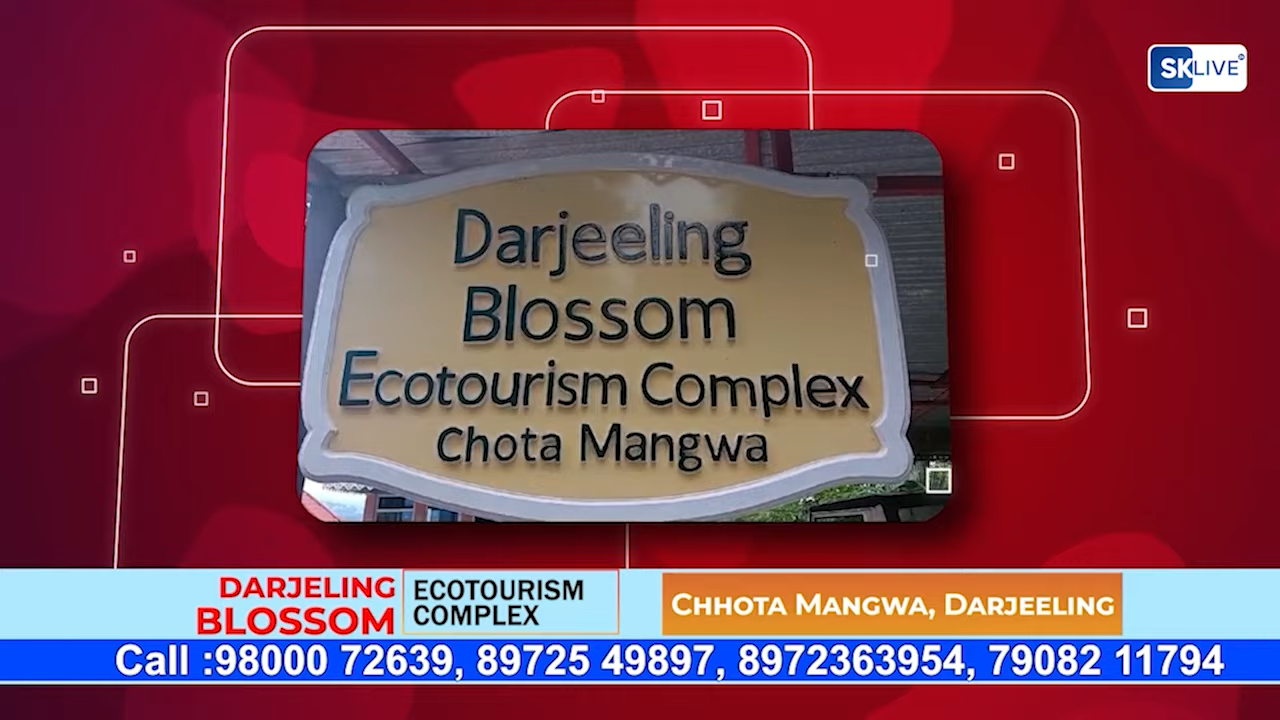 SKLIVE
Darjeeling
Blossom
Ecotourism Complex
Chota Mangwa
DARJELING
BLOSSOM
ECOTOURISM
COMPLEX
CHHOTA MANGWA, DARJEELING
Call :98000 72639, 89725 49897, 8972363954, 79082 11794